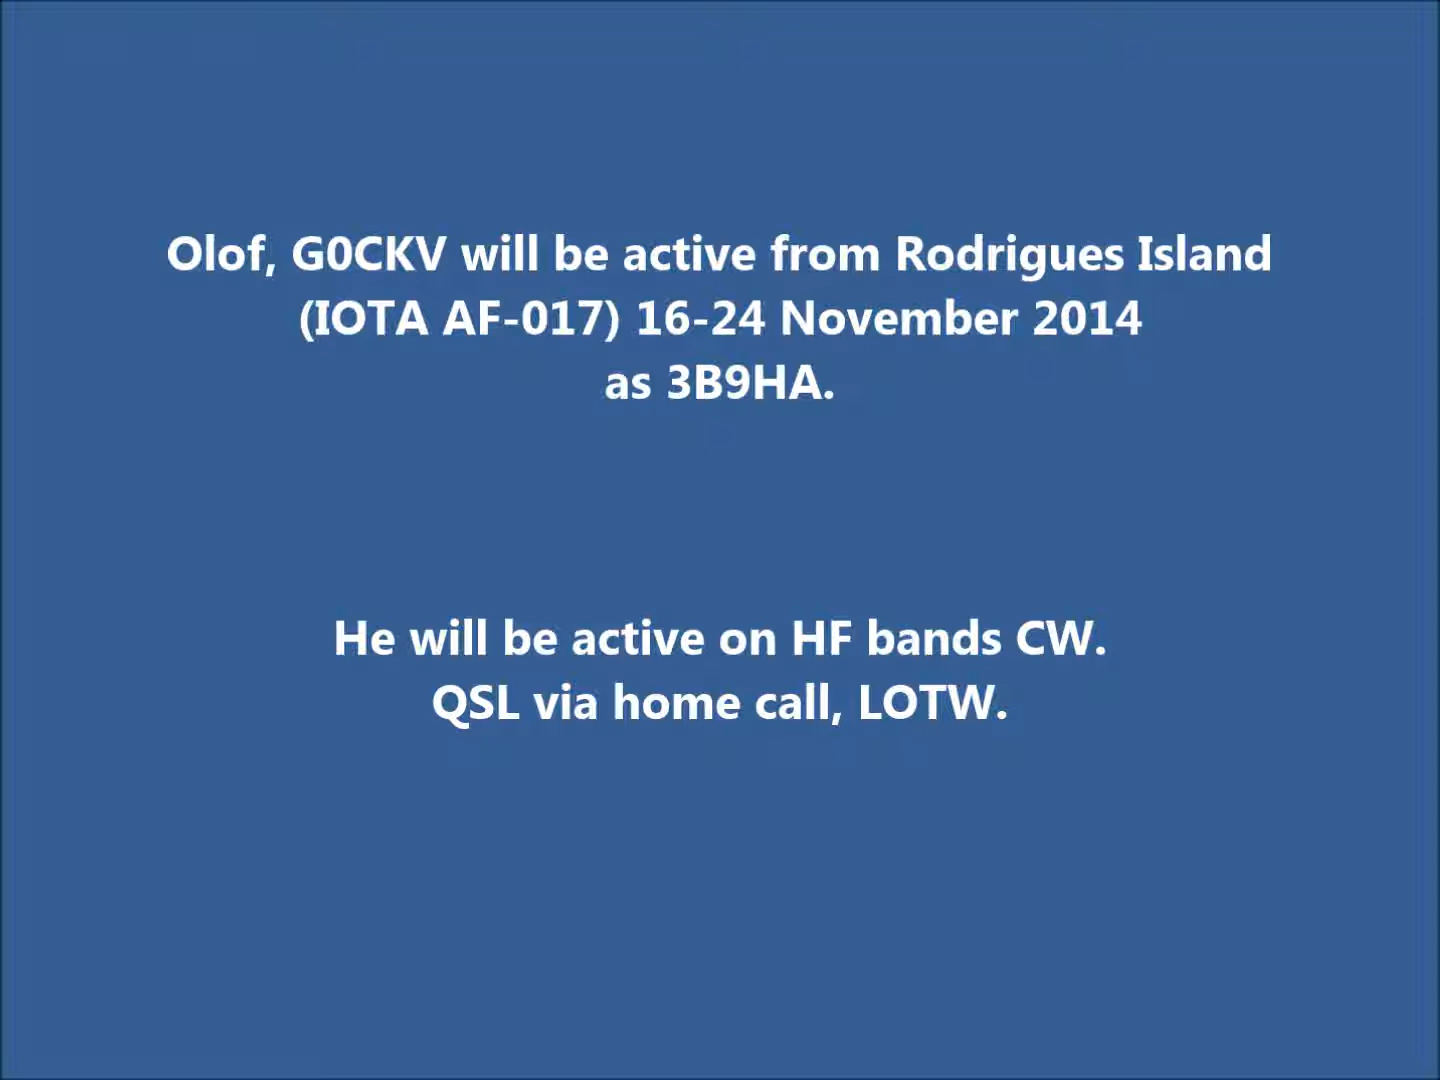 Olof, G0CKV will be active from Rodrigues Island
(IOTA AF-017) 16-24 November 2014
as 3B9HA.
He will be active on HF bands CW.
QSL via home call, LOTW.